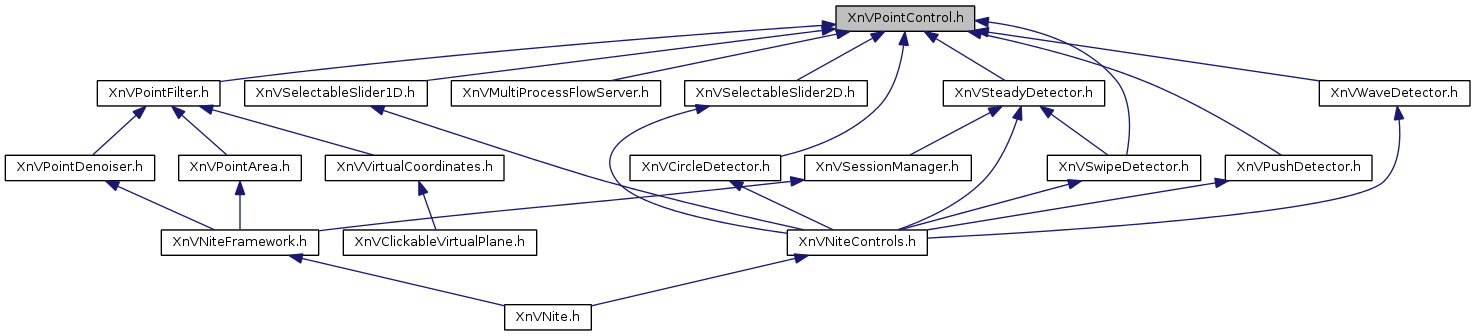 XnVPointControl.h
XnVPointFilter.h
XnVSelectableSlider1D.h
XnVMultiProcessFlowServer.h
XnVSelectableSlider2D.h
XnVSteadyDetector.h
XnVWaveDetector.h
XnVPointDenoiser.h
XnVPointArea.h
XnVVirtualCoordinates.h
XnVCircleDetector.h
XnVSessionManager.h
XnVSwipeDetector.h
XnVPushDetector.h
XnVNiteFramework.h
XnVClickableVirtualPlane.h
XnVNiteControls.h
XnVNite.h